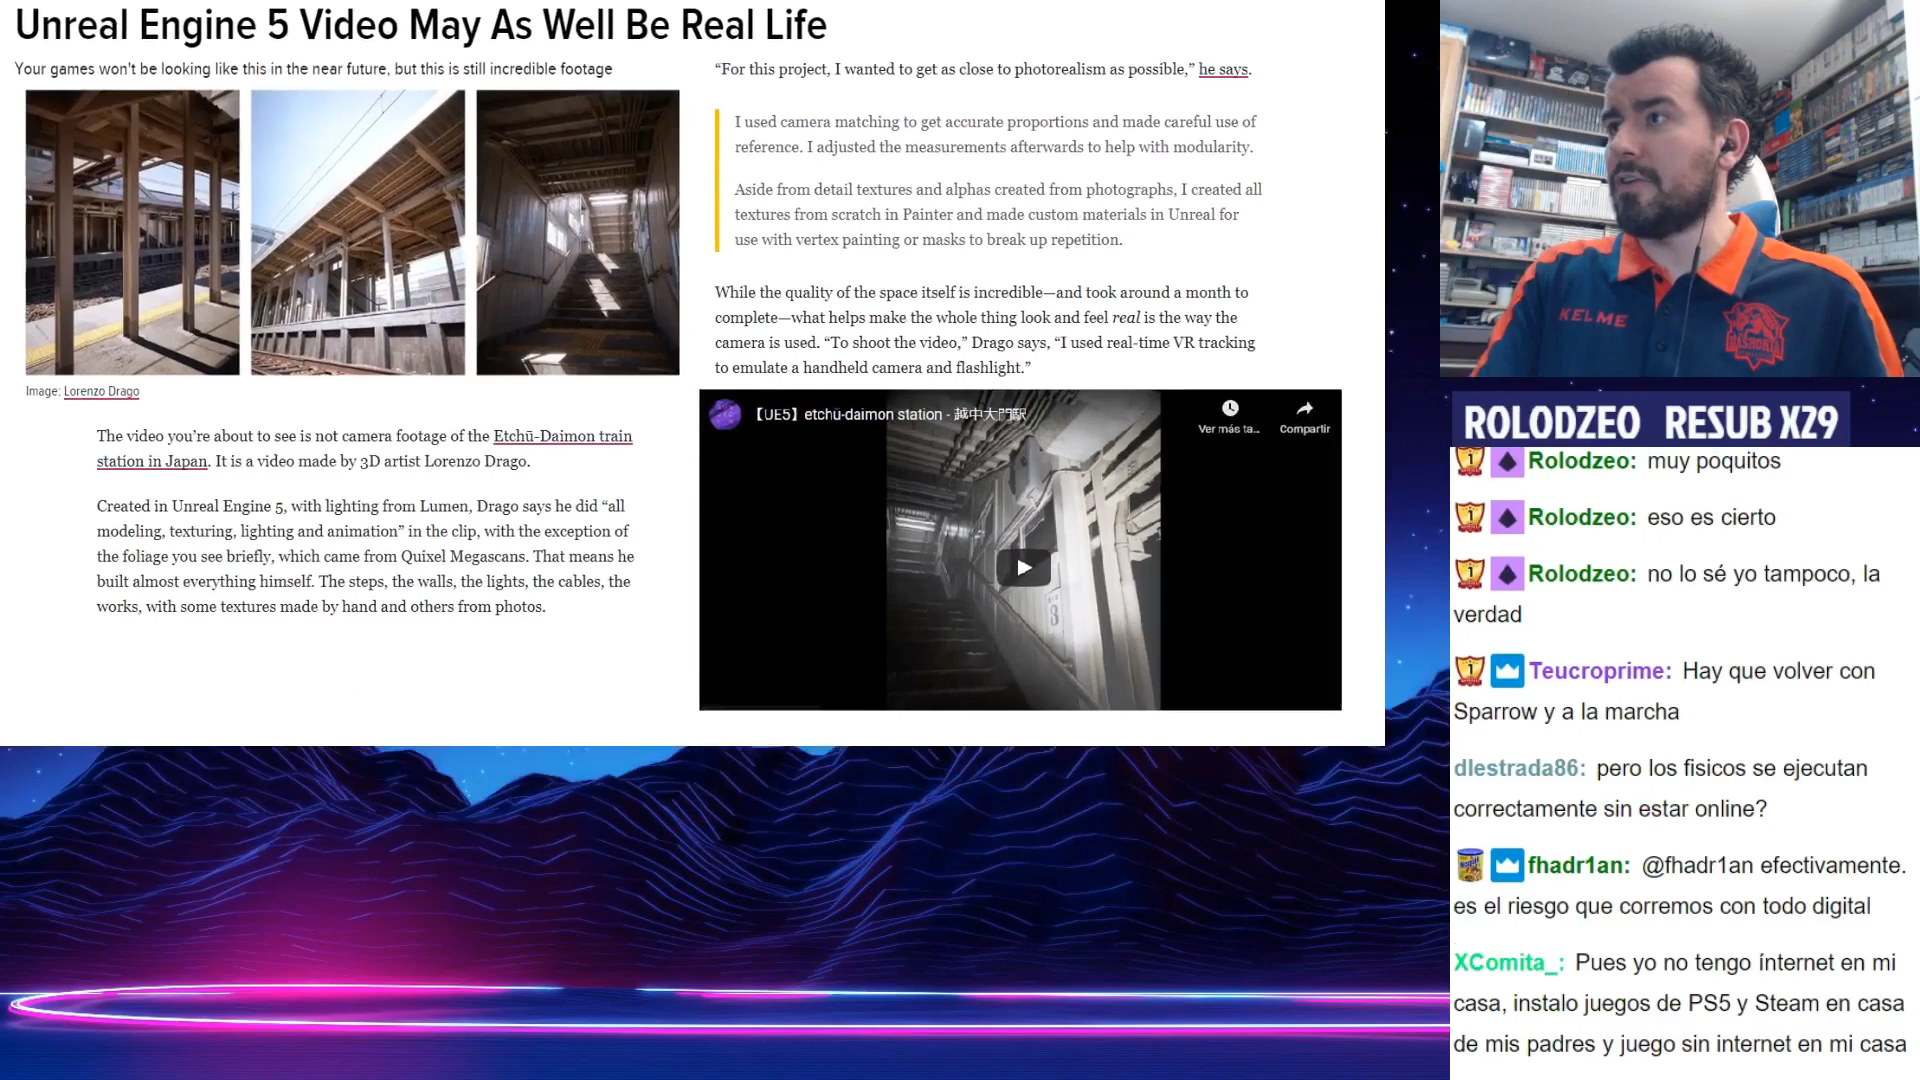 Unreal Engine 5 Video May As Well Be Real Life
Your games won't be looking like this in the near future, but this is still incredible footage
Image: Lorenzo Drago
The video you’re about to see is not camera footage of the Etchū-Daimon train
station in Japan. It is a video made by 3D artist Lorenzo Drago.
Created in Unreal Engine 5, with lighting from Lumen, Drago says he did “all
modeling, texturing, lighting and animation” in the clip, with the exception of
the foliage you see briefly, which came from Quixel Megascans. That means he
built almost everything himself. The steps, the walls, the lights, the cables, the
works, with some textures made by hand and others from photos.
“For this project, I wanted to get as close to photorealism as possible,” he says.
I used camera matching to get accurate proportions and made careful use of
reference. I adjusted the measurements afterwards to help with modularity.
Aside from detail textures and alphas created from photographs, I created all
textures from scratch in Painter and made custom materials in Unreal for
use with vertex painting or masks to break up repetition.
While the quality of the space itself is incredible—and took around a month to
complete—what helps make the whole thing look and feel real is the way the
camera is used. “To shoot the video,” Drago says, “I used real-time VR tracking
to emulate a handheld camera and flashlight.”
【UE5】etchū-daimon station - 越中大門駅
Ver más ta...
Compartir
8
KELME
BASKONIA
ROLODZEO RESUB X29
1 Rolodzeo: muy poquitos
1 Rolodzeo: eso es cierto
1 Rolodzeo: no lo sé yo tampoco, la
verdad
1 Teucroprime: Hay que volver con
Sparrow y a la marcha
dlestrada86: pero los fisicos se ejecutan
correctamente sin estar online?
fhadr1an: @fhadr1an efectivamente.
es el riesgo que corremos con todo digital
XComita_: Pues yo no tengo ínternet en mi
casa, instalo juegos de PS5 y Steam en casa
de mis padres y juego sin internet en mi casa